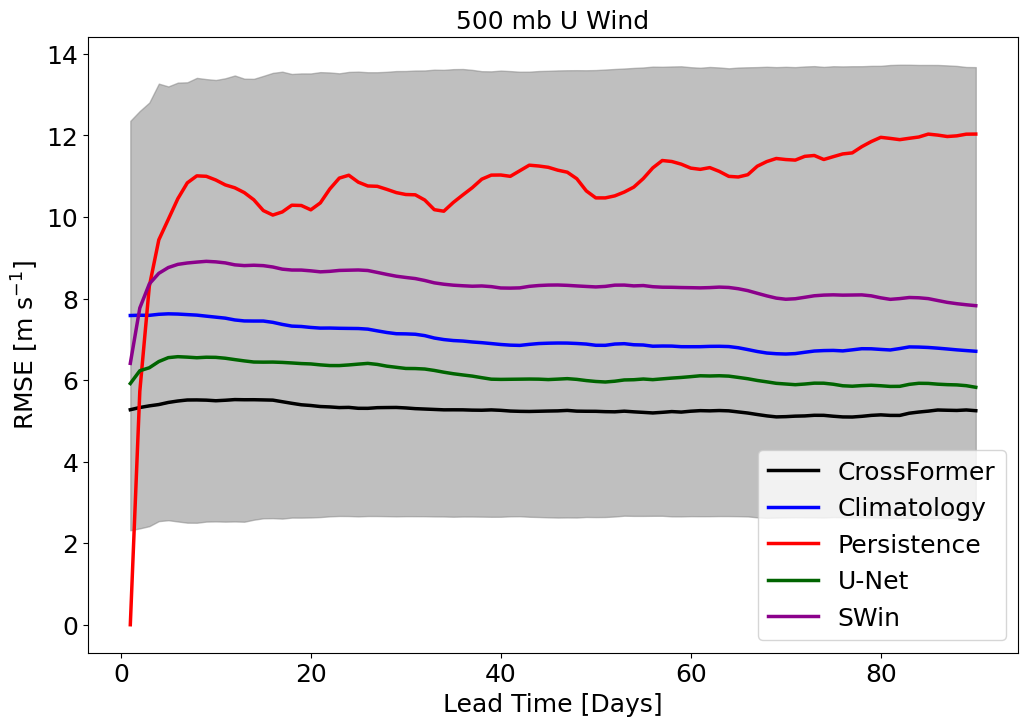 500 mb U Wind
RMSE [m s⁻¹]
14
12
10
8
6
4
2
0
0 20 40 60 80
Lead Time [Days]
CrossFormer
Climatology
Persistence
U-Net
SWin